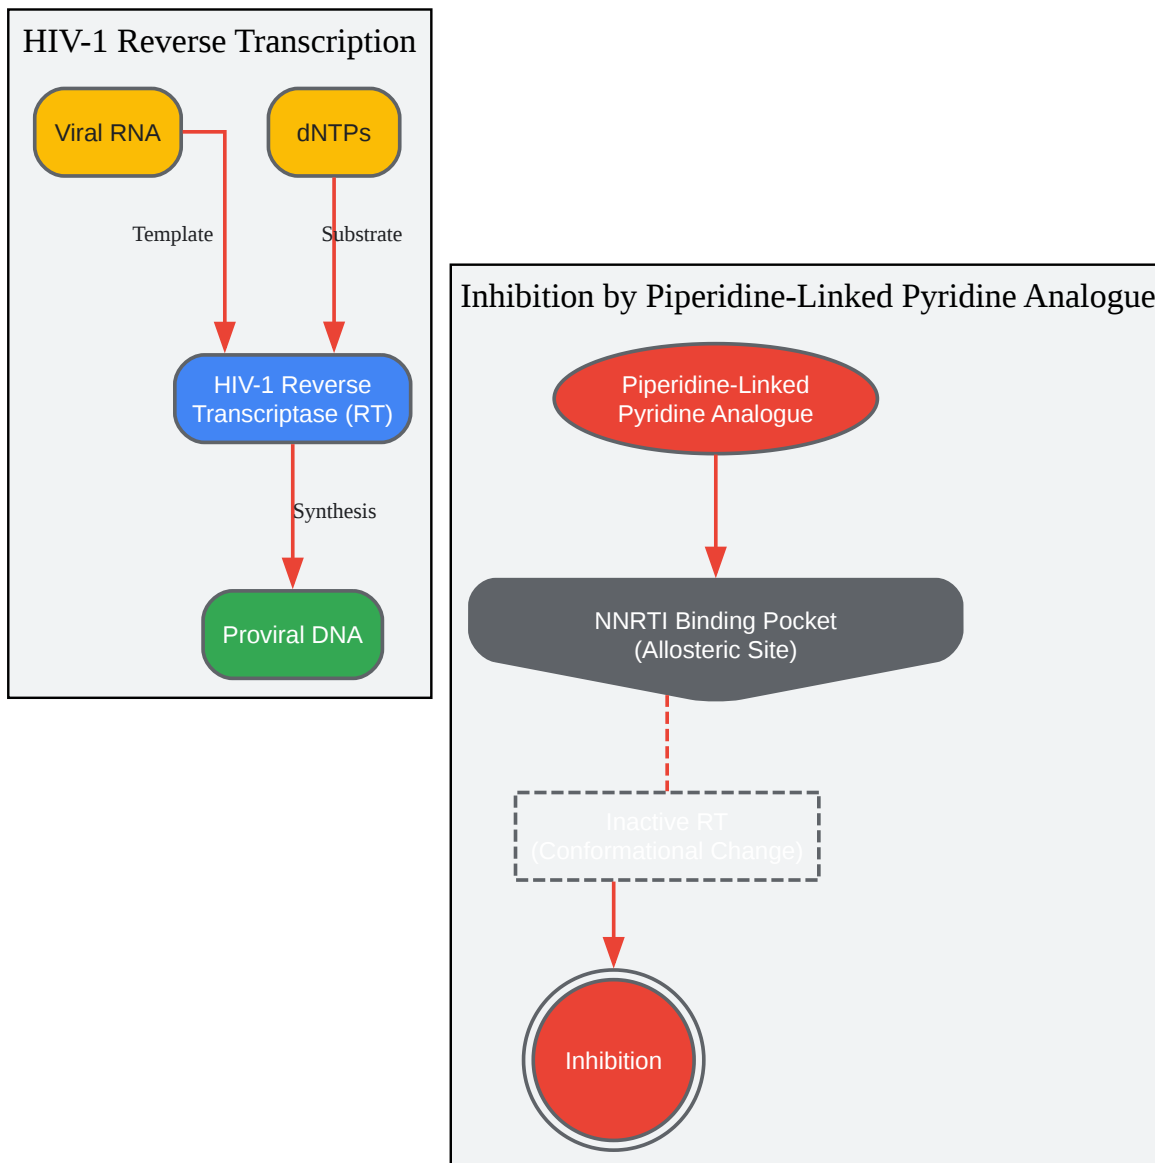 HIV-1 Reverse Transcription
Viral RNA
dNTPs
Template
Substrate
HIV-1 Reverse
Transcriptase (RT)
Synthesis
Proviral DNA
Inhibition by Piperidine-Linked Pyridine Analogue
Piperidine-Linked
Pyridine Analogue
NNRTI Binding Pocket
(Allosteric Site)
Inactive RT
(Conformational Change)
Inhibition